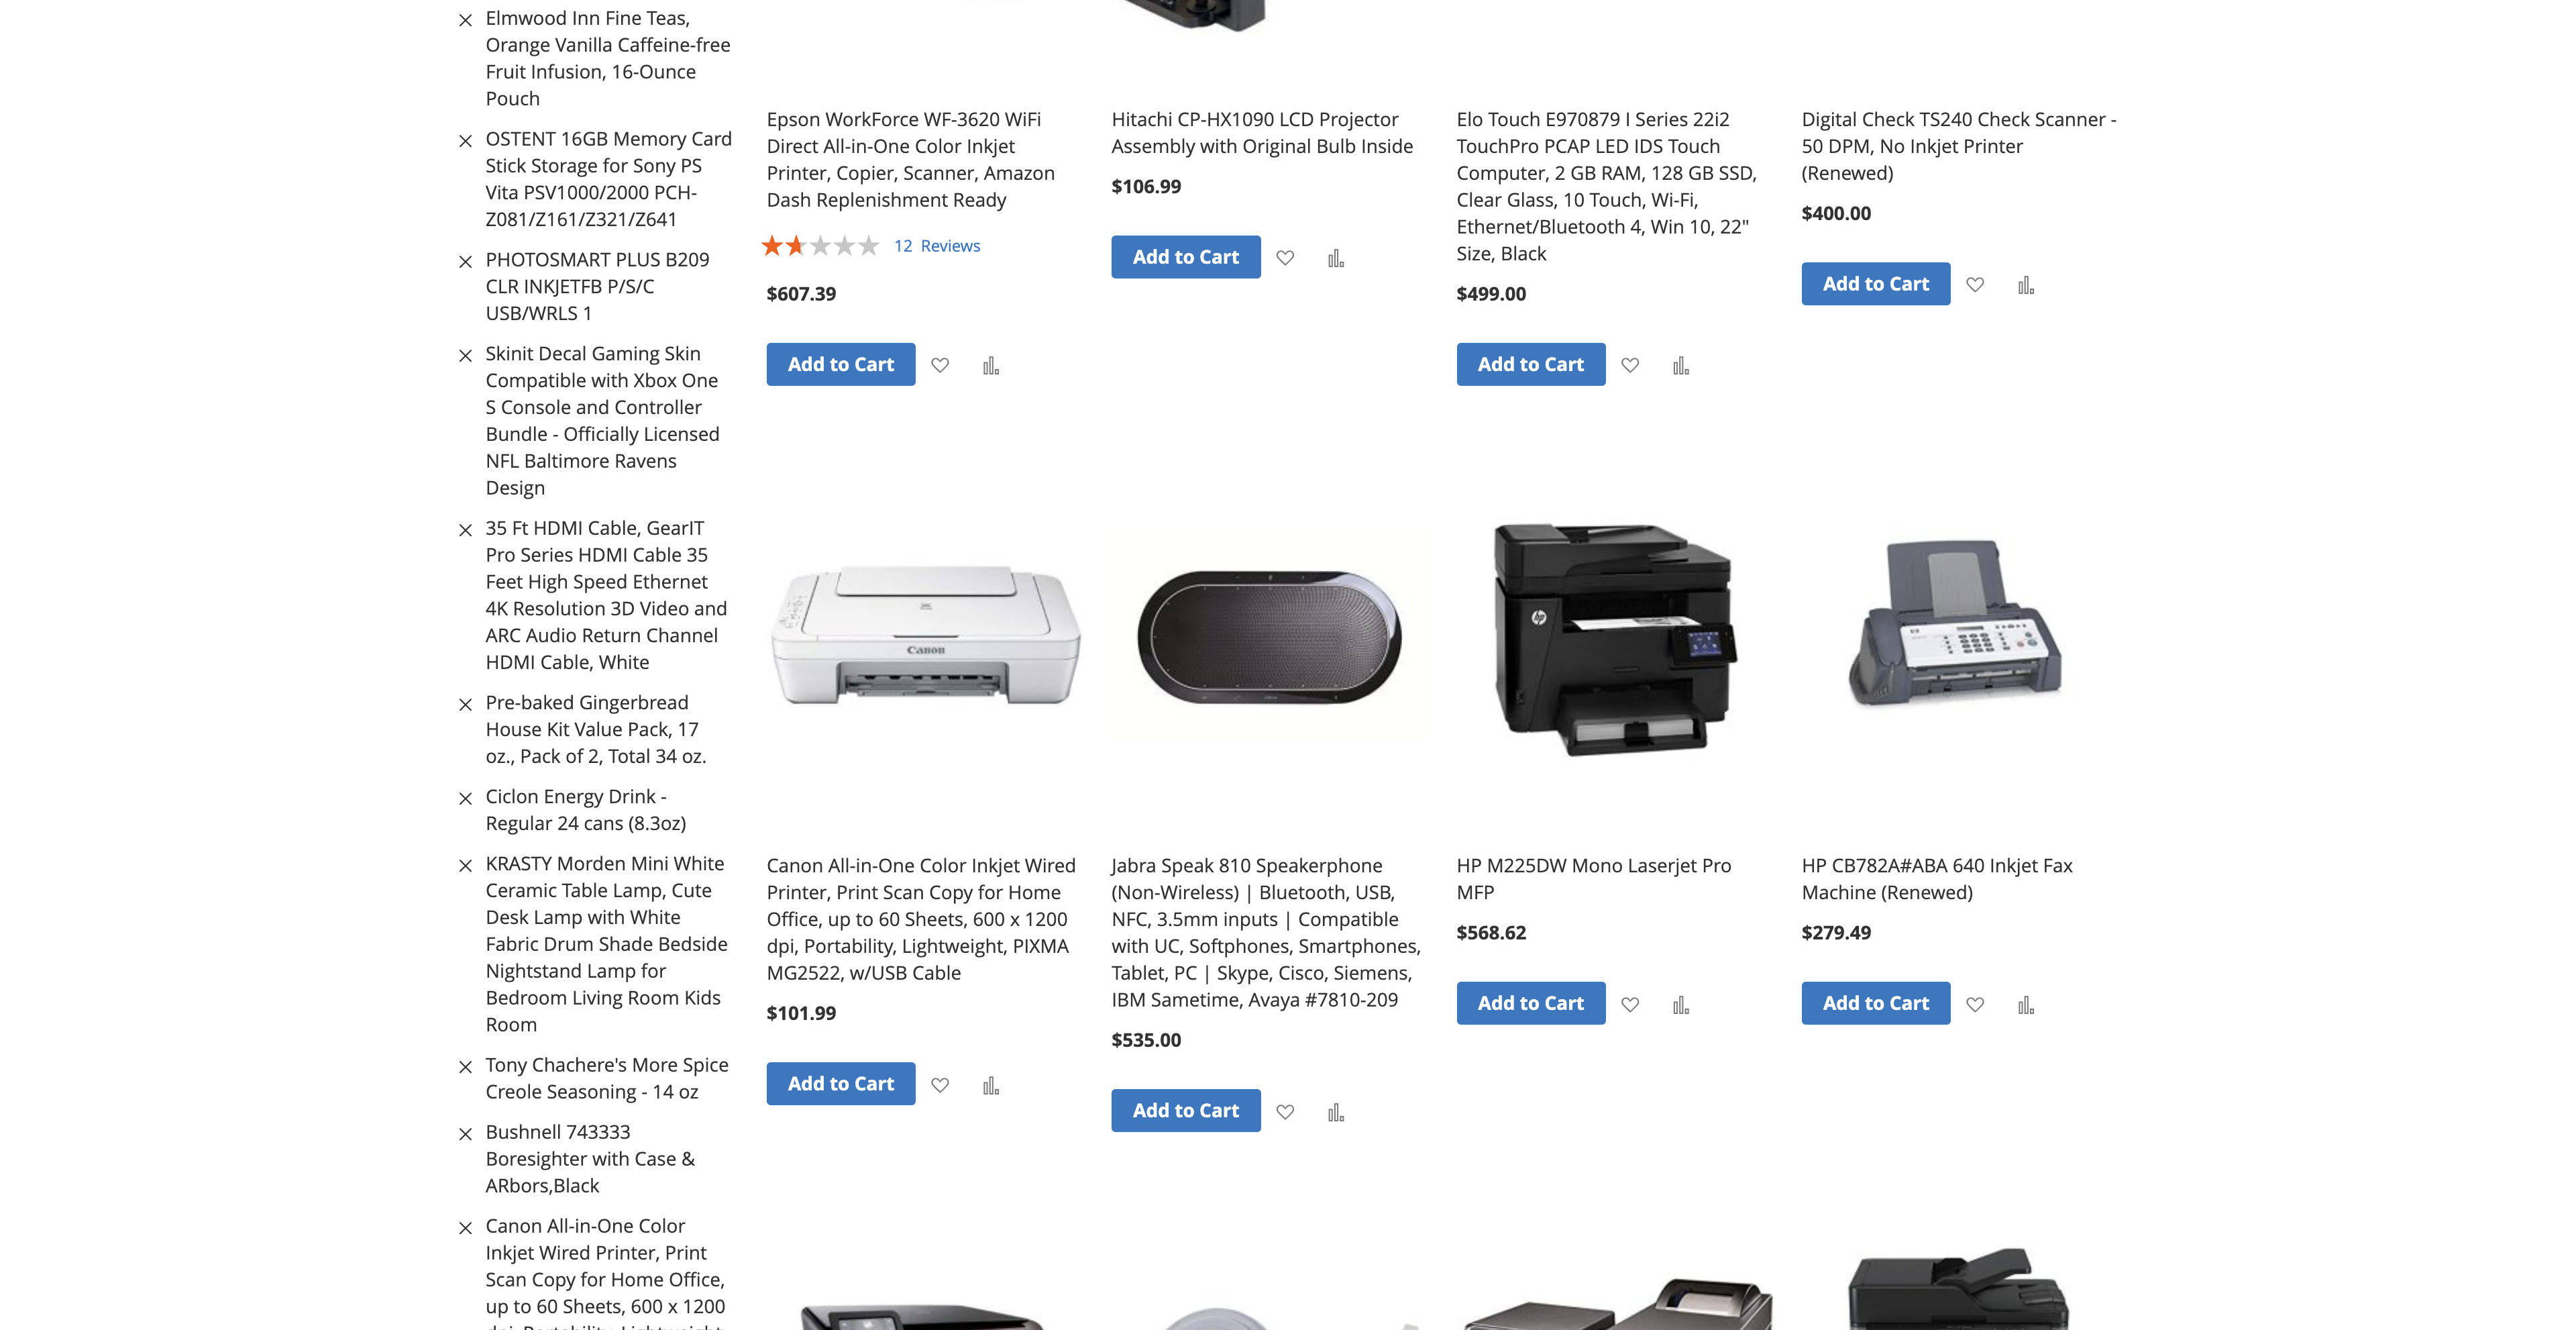 Elmwood Inn Fine Teas,
Orange Vanilla Caffeine-free
Fruit Infusion, 16-Ounce
Pouch
OSTENT 16GB Memory Card
Stick Storage for Sony PS
Vita PSV1000/2000 PCH-
Z081/Z161/Z321/Z641
PHOTOSMART PLUS B209
CLR INKJETFB P/S/C
USB/WRLS 1
Skinit Decal Gaming Skin
Compatible with Xbox One
S Console and Controller
Bundle - Officially Licensed
NFL Baltimore Ravens
Design
35 Ft HDMI Cable, GearIT
Pro Series HDMI Cable 35
Feet High Speed Ethernet
4K Resolution 3D Video and
ARC Audio Return Channel
HDMI Cable, White
Pre-baked Gingerbread
House Kit Value Pack, 17
oz., Pack of 2, Total 34 oz.
Ciclon Energy Drink -
Regular 24 cans (8.3oz)
KRASTY Morden Mini White
Ceramic Table Lamp, Cute
Desk Lamp with White
Fabric Drum Shade Bedside
Nightstand Lamp for
Bedroom Living Room Kids
Room
Tony Chachere's More Spice
Creole Seasoning - 14 oz
Bushnell 743333
Boresighter with Case &
ARbors,Black
Canon All-in-One Color
Inkjet Wired Printer, Print
Scan Copy for Home Office,
up to 60 Sheets, 600 x 1200
dpi, Portability, Lightweight,
Epson WorkForce WF-3620 WiFi
Direct All-in-One Color Inkjet
Printer, Copier, Scanner, Amazon
Dash Replenishment Ready
12 Reviews
$607.39
Add to Cart
Hitachi CP-HX1090 LCD Projector
Assembly with Original Bulb Inside
$106.99
Add to Cart
Elo Touch E970879 I Series 22i2
TouchPro PCAP LED IDS Touch
Computer, 2 GB RAM, 128 GB SSD,
Clear Glass, 10 Touch, Wi-Fi,
Ethernet/Bluetooth 4, Win 10, 22"
Size, Black
$499.00
Add to Cart
Digital Check TS240 Check Scanner -
50 DPM, No Inkjet Printer
(Renewed)
$400.00
Add to Cart
Canon
Canon All-in-One Color Inkjet Wired
Printer, Print Scan Copy for Home
Office, up to 60 Sheets, 600 x 1200
dpi, Portability, Lightweight, PIXMA
MG2522, w/USB Cable
$101.99
Add to Cart
Jabra Speak 810 Speakerphone
(Non-Wireless) | Bluetooth, USB,
NFC, 3.5mm inputs | Compatible
with UC, Softphones, Smartphones,
Tablet, PC | Skype, Cisco, Siemens,
IBM Sametime, Avaya #7810-209
$535.00
Add to Cart
hp
HP M225DW Mono Laserjet Pro
MFP
$568.62
Add to Cart
HP CB782A#ABA 640 Inkjet Fax
Machine (Renewed)
$279.49
Add to Cart